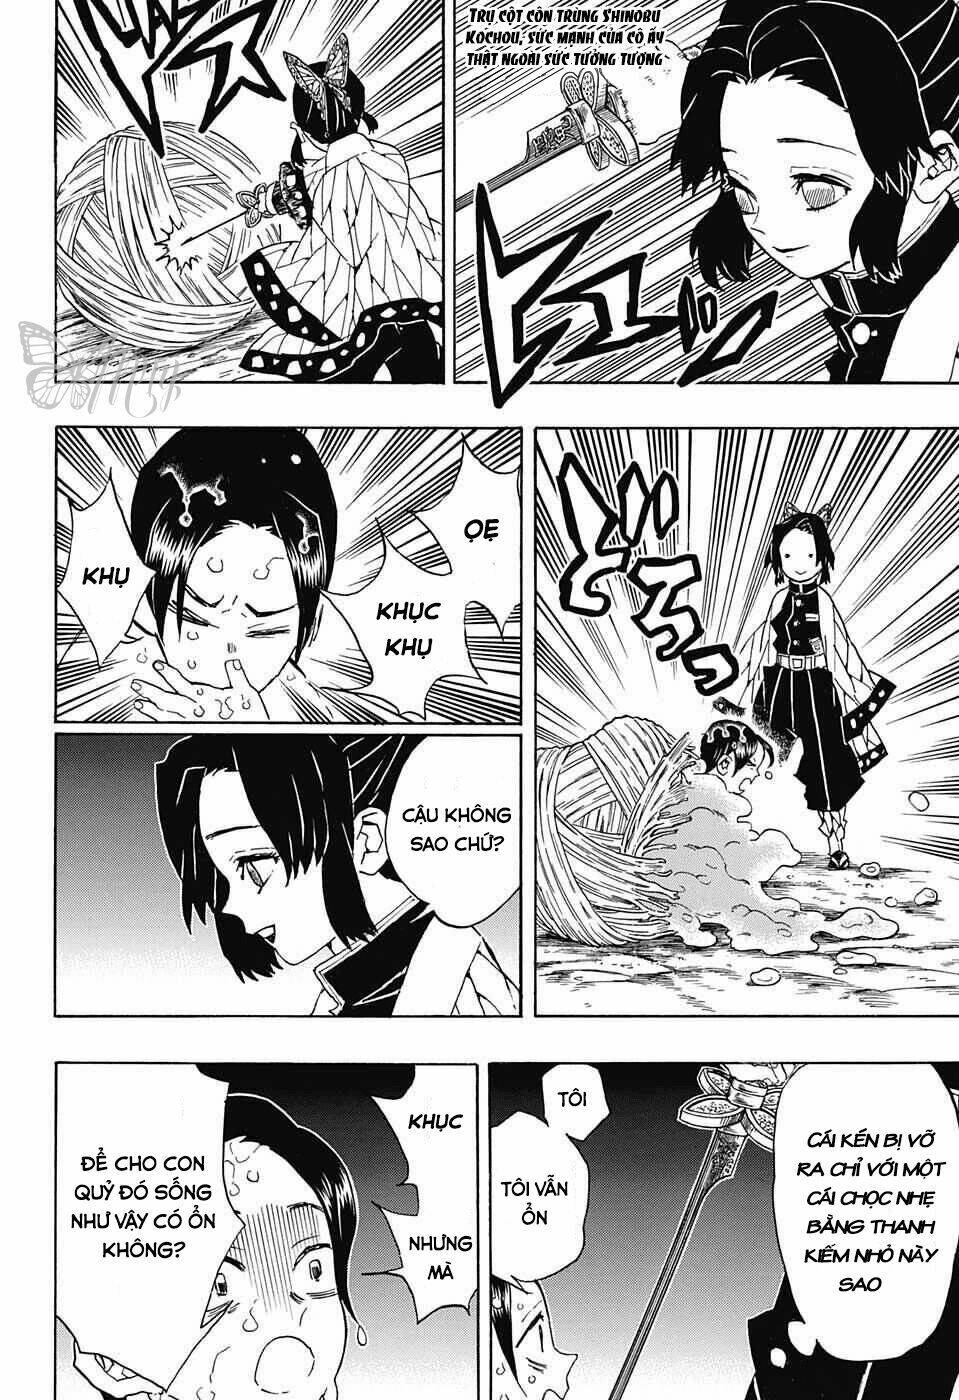 TRỤ CỘT CÔN TRÙNG SHINOBU
KOCHOU, SỨC MẠNH CỦA CÔ ẤY
THẬT NGOÀI SỨC TƯỞNG TƯỢNG
ỌẸ
KHỤ
KHỤC
KHỤ
どろっ
CẬU KHÔNG
SAO CHỨ?
CÁI KÉN BỊ VỠ
RA CHỈ VỚI MỘT
CÁI CHỌC NHẸ
BẰNG THANH
KIẾM NHỎ NÀY
SAO
TÔI
TÔI VẪN
ỔN
KHỤC
NHƯNG
MÀ
ĐỂ CHO CON
QUỶ ĐÓ SỐNG
NHƯ VẬY CÓ ỔN
KHÔNG?